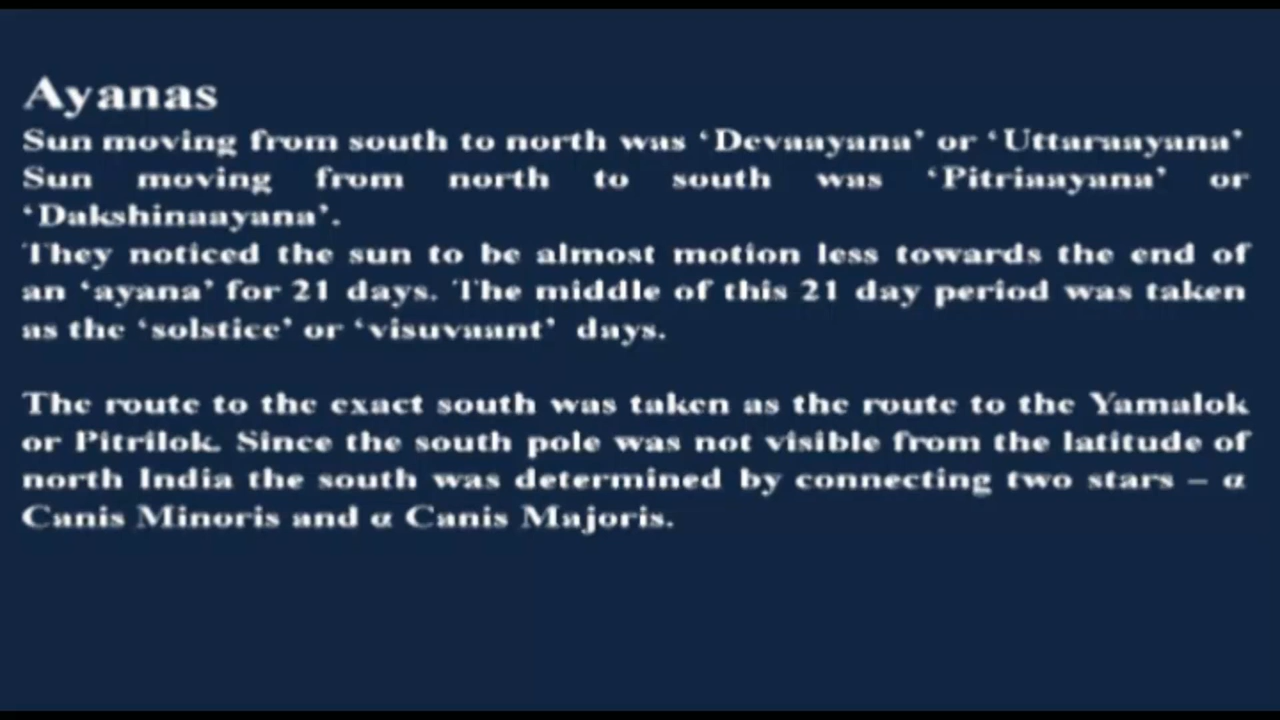 Ayanas
Sun moving from south to north was ‘Devaayana’ or ‘Uttaraayana’
Sun moving from north to south was ‘Pitriaayana’ or
‘Dakshinaayana’.
They noticed the sun to be almost motion less towards the end of
an ‘ayana’ for 21 days. The middle of this 21 day period was taken
as the ‘solstice’ or ‘visuvaant’ days.
The route to the exact south was taken as the route to the Yamalok
or Pitrilok. Since the south pole was not visible from the latitude of
north India the south was determined by connecting two stars – α
Canis Minoris and α Canis Majoris.